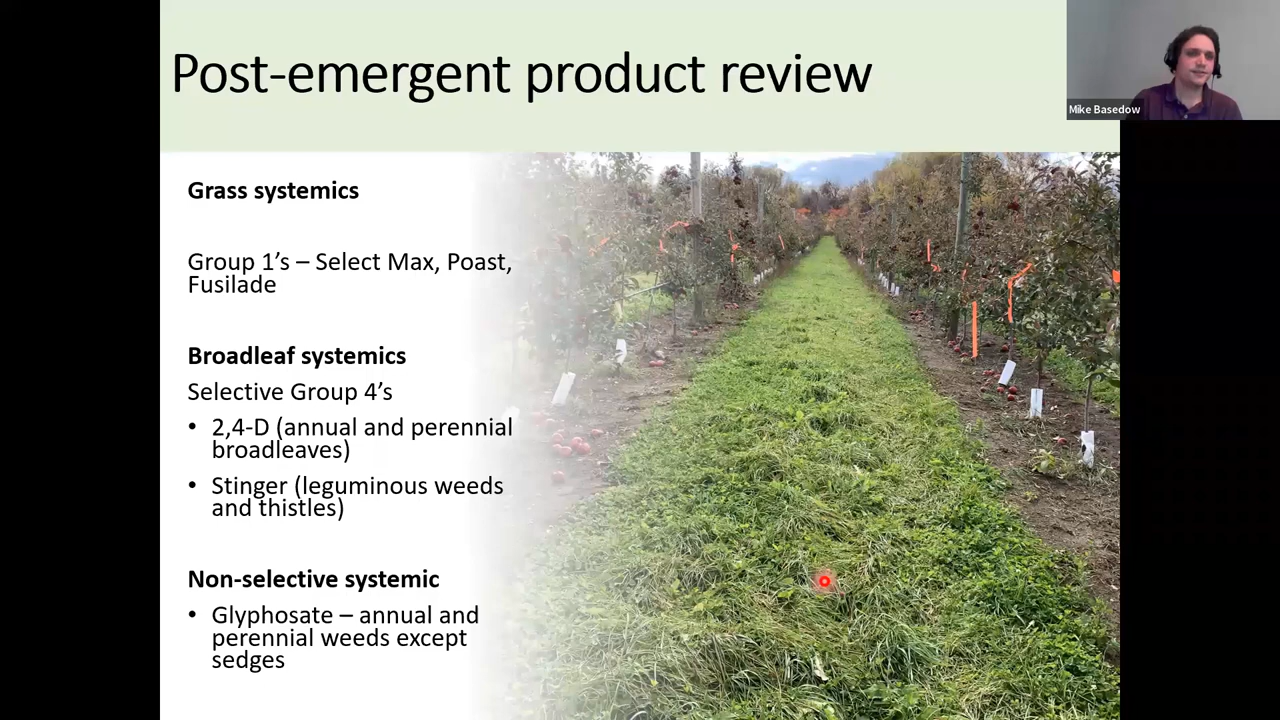 Post-emergent product review
Mike Basedow
Grass systemics
Group 1’s – Select Max, Poast,
Fusilade
Broadleaf systemics
Selective Group 4’s
• 2,4-D (annual and perennial
broadleaves)
• Stinger (leguminous weeds
and thistles)
Non-selective systemic
• Glyphosate – annual and
perennial weeds except
sedges